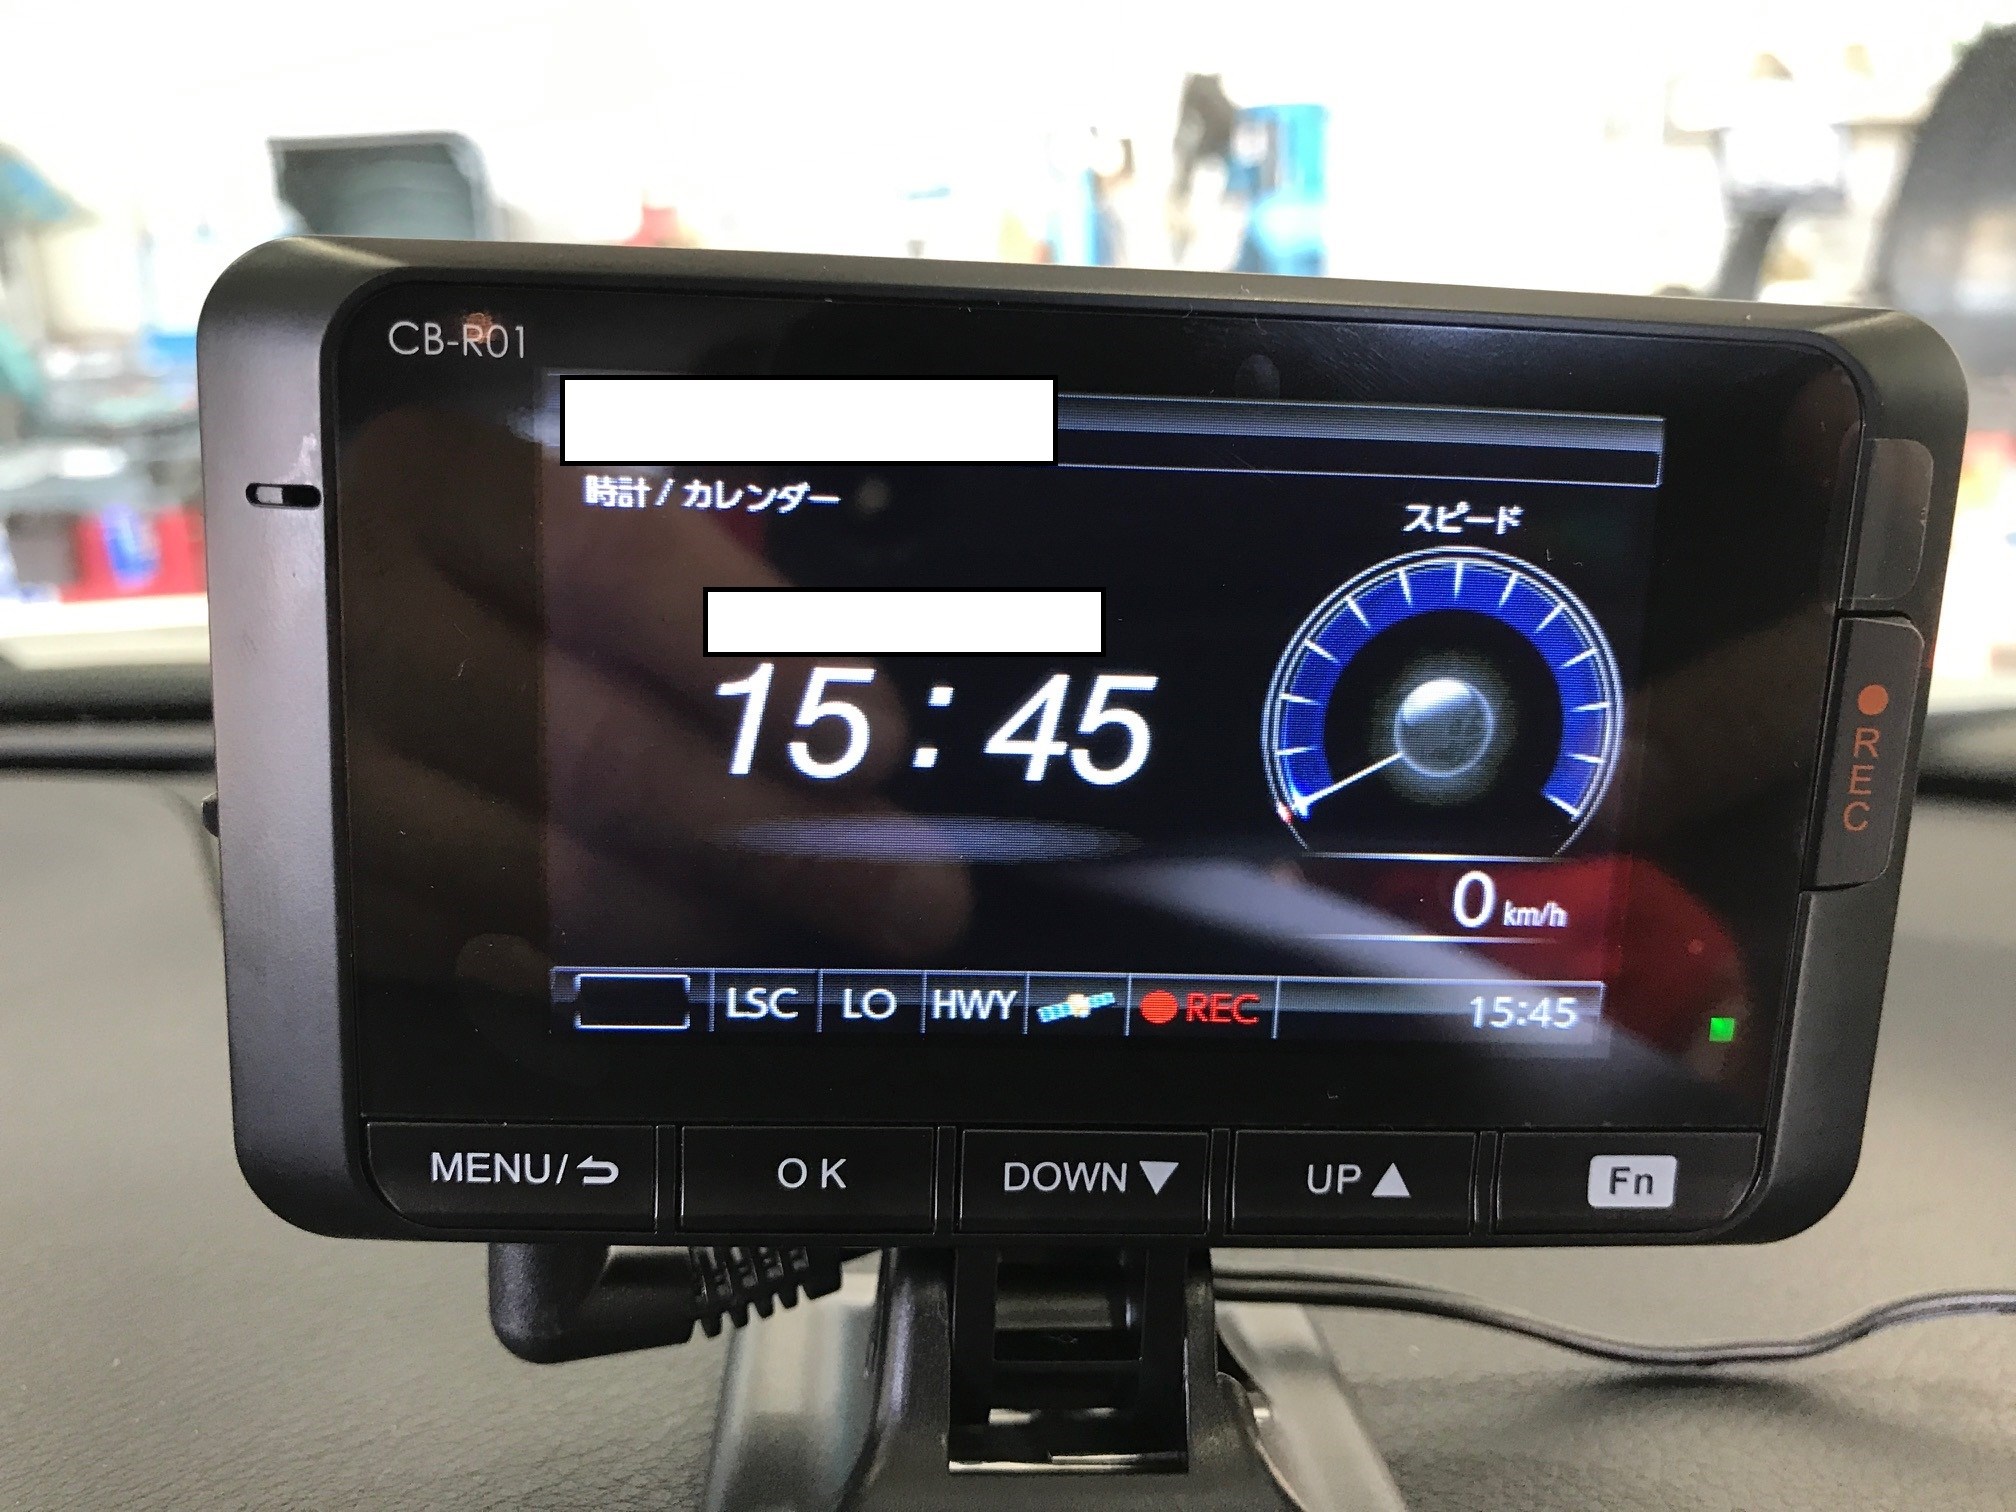 CB-R01
時計 / カレンダー
スピード
15:45
0 km/h
LSC LO HWY REC 15:45
REC
MENU/ OK DOWN▼ UP▲ Fn